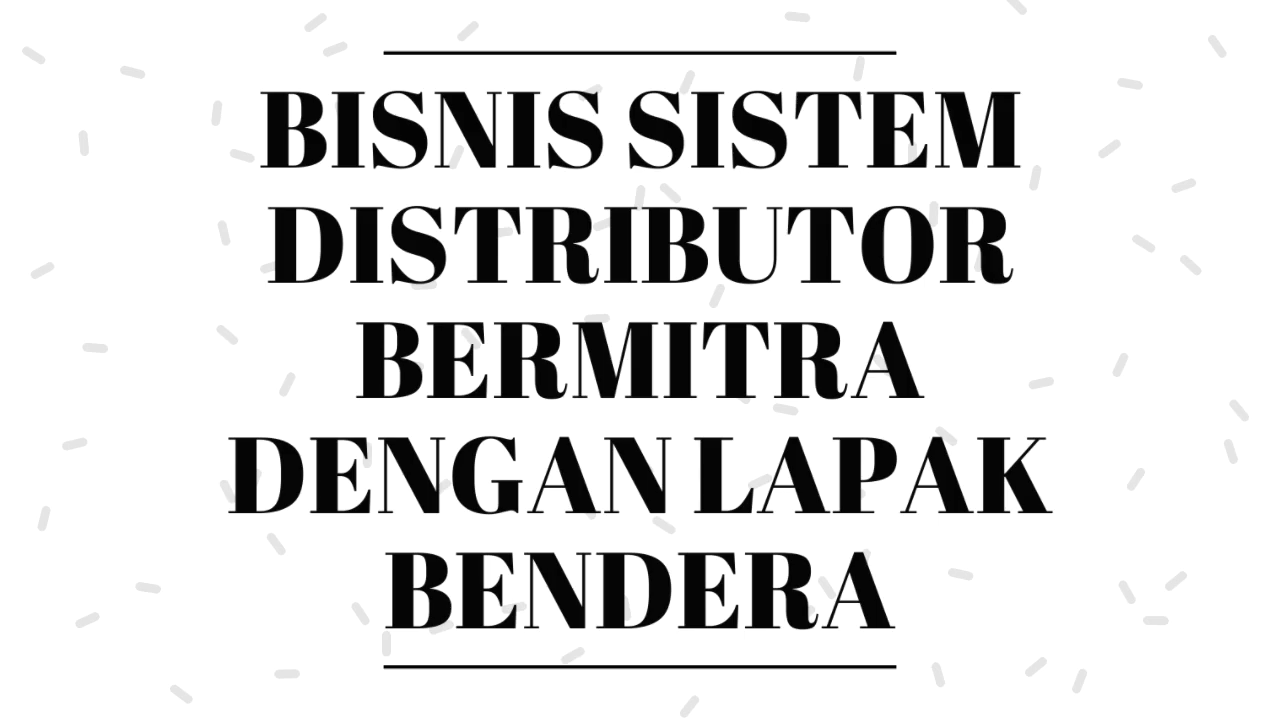 BISNIS SISTEM
DISTRIBUTOR
BERMITRA
DENGAN LAPAK
BENDERA